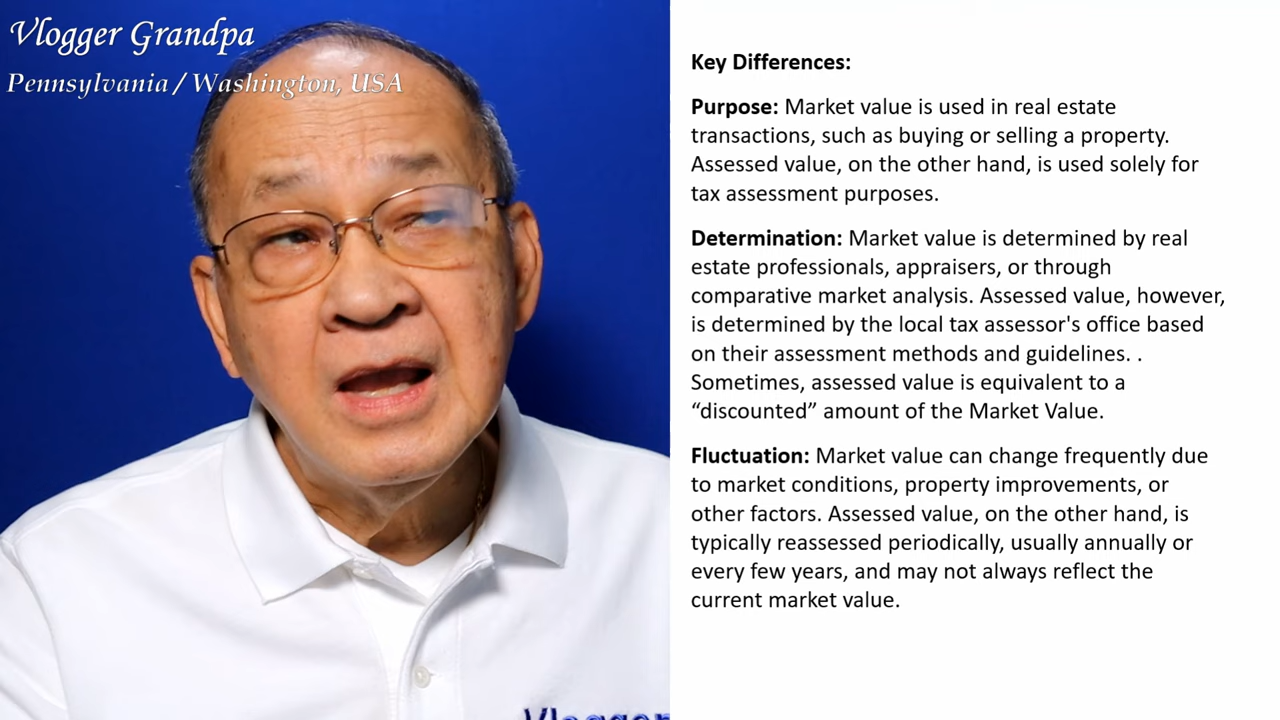 Vlogger Grandpa
Pennsylvania / Washington, USA
Key Differences:
Purpose: Market value is used in real estate
transactions, such as buying or selling a property.
Assessed value, on the other hand, is used solely for
tax assessment purposes.
Determination: Market value is determined by real
estate professionals, appraisers, or through
comparative market analysis. Assessed value, however,
is determined by the local tax assessor's office based
on their assessment methods and guidelines. .
Sometimes, assessed value is equivalent to a
“discounted” amount of the Market Value.
Fluctuation: Market value can change frequently due
to market conditions, property improvements, or
other factors. Assessed value, on the other hand, is
typically reassessed periodically, usually annually or
every few years, and may not always reflect the
current market value.